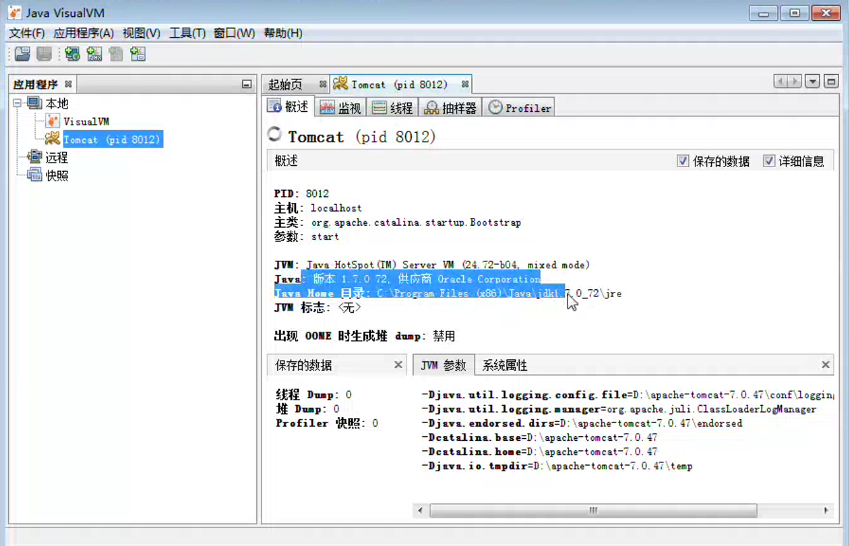 Java VisualVM
文件(F) 应用程序(A) 视图(V) 工具(T) 窗口(W) 帮助(H)
应用程序
起始页 Tomcat (pid 8012)
本地
VisualVM
Tomcat (pid 8012)
远程
快照
概述 监视 线程 抽样器 Profiler
Tomcat (pid 8012)
概述 保存的数据 详细信息
PID: 8012
主机: localhost
主类: org.apache.catalina.startup.Bootstrap
参数: start
JVM: Java HotSpot(TM) Server VM (24.72-b04, mixed mode)
Java: 版本 1.7.0_72, 供应商 Oracle Corporation
Java Home 目录: C:\Program Files (x86)\Java\jdk1.7.0_72\jre
JVM 标志: <无>
出现 OOME 时生成堆 dump: 禁用
保存的数据
线程 Dump: 0
堆 Dump: 0
Profiler 快照: 0
JVM 参数 系统属性
-Djava.util.logging.config.file=D:\apache-tomcat-7.0.47\conf\logging
-Djava.util.logging.manager=org.apache.juli.ClassLoaderLogManager
-Djava.endorsed.dirs=D:\apache-tomcat-7.0.47\endorsed
-Dcatalina.base=D:\apache-tomcat-7.0.47
-Dcatalina.home=D:\apache-tomcat-7.0.47
-Djava.io.tmpdir=D:\apache-tomcat-7.0.47\temp